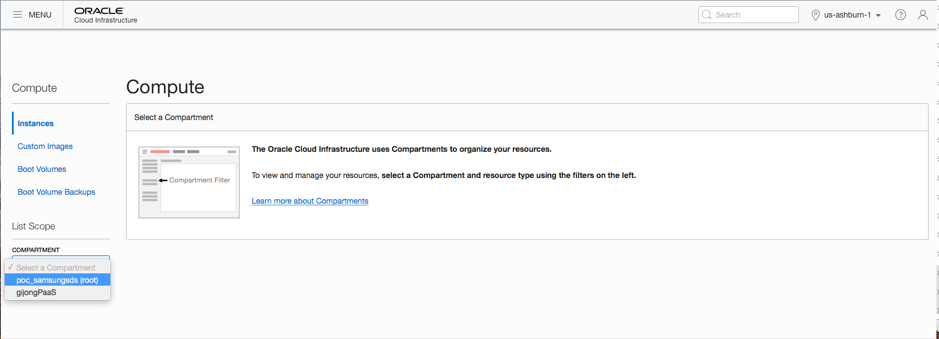 MENU
ORACLE
Cloud Infrastructure
Search
us-ashburn-1
?
Compute
Instances
Custom Images
Boot Volumes
Boot Volume Backups
List Scope
COMPARTMENT
✓ Select a Compartment
poc_samsungsds (root)
gijongPaaS
Compute
Select a Compartment
Compartment Filter
The Oracle Cloud Infrastructure uses Compartments to organize your resources.
To view and manage your resources, select a Compartment and resource type using the filters on the left.
Learn more about Compartments